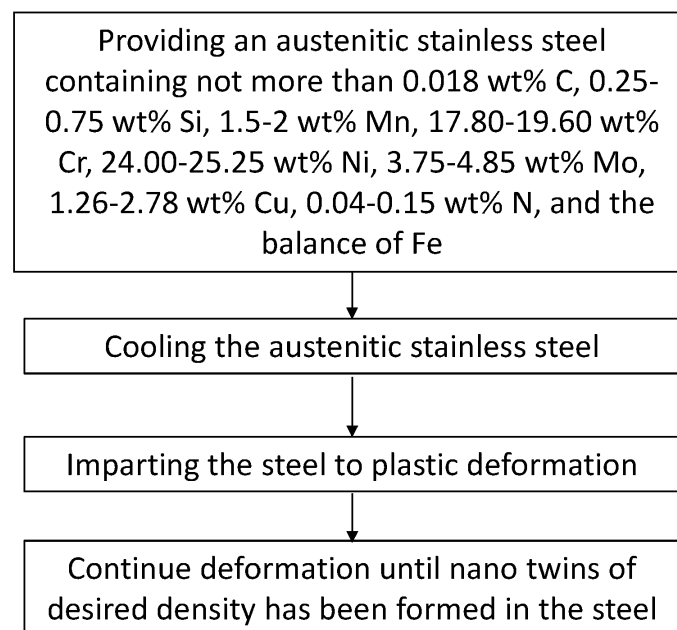 Providing an austenitic stainless steel
containing not more than 0.018 wt% C, 0.25-
0.75 wt% Si, 1.5-2 wt% Mn, 17.80-19.60 wt%
Cr, 24.00-25.25 wt% Ni, 3.75-4.85 wt% Mo,
1.26-2.78 wt% Cu, 0.04-0.15 wt% N, and the
balance of Fe
Cooling the austenitic stainless steel
Imparting the steel to plastic deformation
Continue deformation until nano twins of
desired density has been formed in the steel